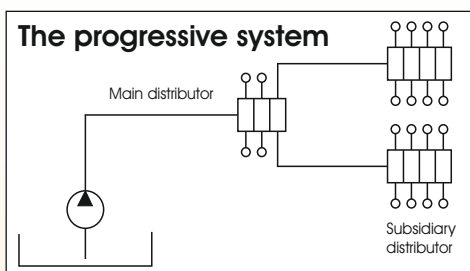 The progressive system
Main distributor
Subsidiary
distributor